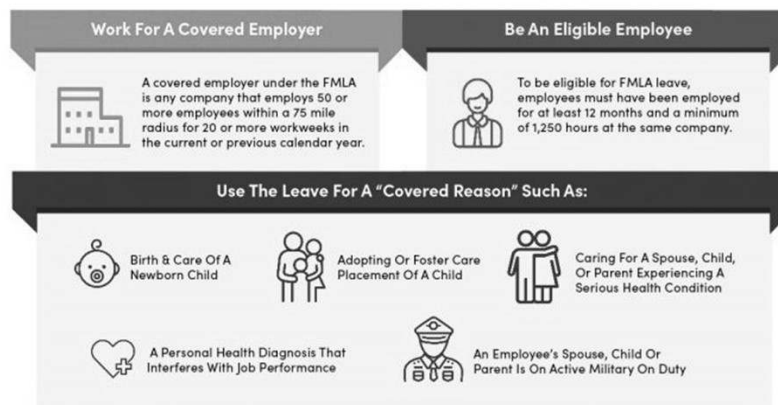 Work For A Covered Employer
A covered employer under the FMLA
is any company that employs 50 or
more employees within a 75 mile
radius for 20 or more workweeks in
the current or previous calendar year.
Be An Eligible Employee
To be eligible for FMLA leave,
employees must have been employed
for at least 12 months and a minimum
of 1,250 hours at the same company.
Use The Leave For A “Covered Reason” Such As:
Birth & Care Of A
Newborn Child
Adopting Or Foster Care
Placement Of A Child
Caring For A Spouse, Child,
Or Parent Experiencing A
Serious Health Condition
A Personal Health Diagnosis That
Interferes With Job Performance
An Employee’s Spouse, Child Or
Parent Is On Active Military On Duty